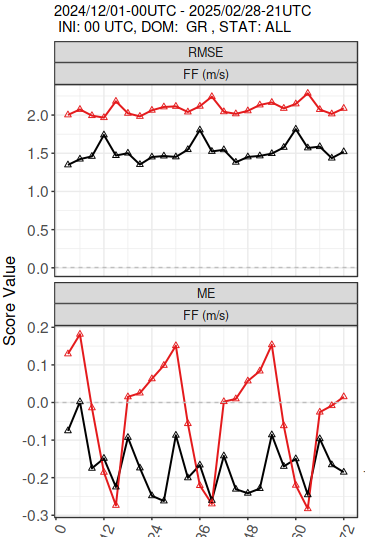 2024/12/01-00UTC - 2025/02/28-21UTC
INI: 00 UTC, DOM: GR , STAT: ALL
RMSE
FF (m/s)
2.0
1.5
1.0
0.5
0.0
Score Value
ME
FF (m/s)
0.2
0.1
0.0
-0.1
-0.2
-0.3
0 12 24 36 48 60 72